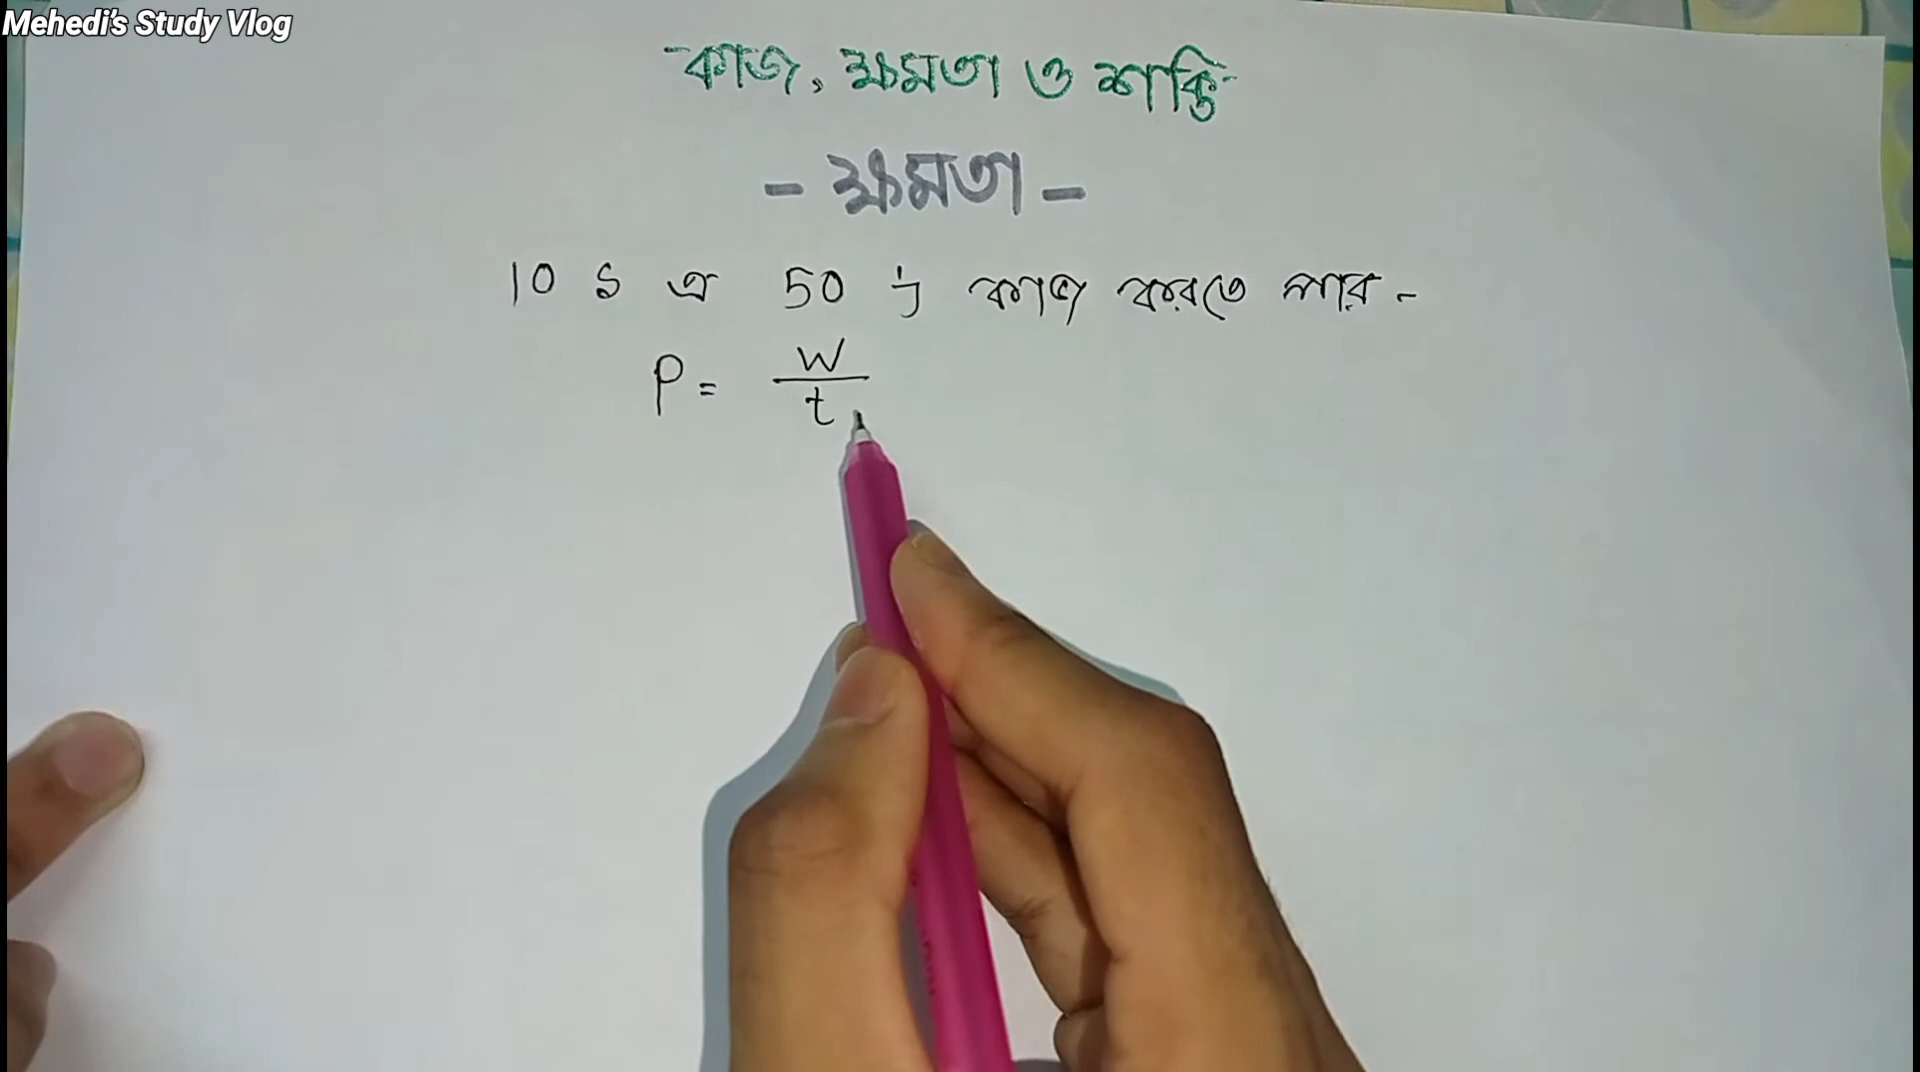 Mehedi's Study Vlog
কাজ, ক্ষমতা ও শক্তি
- ক্ষমতা -
10 s এ 50 j কাজ করতে পার -
P = W/t